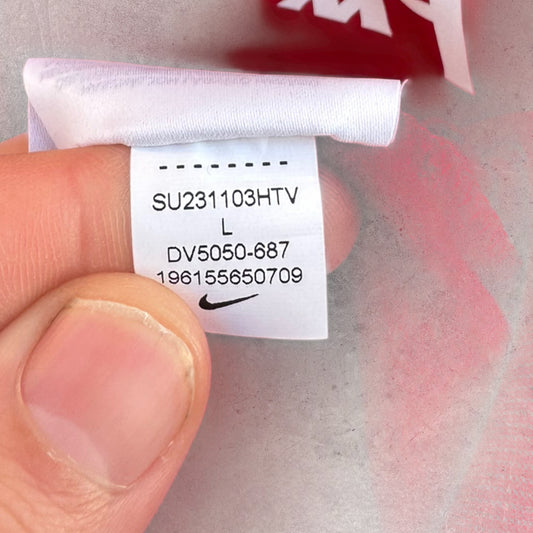 --------
SU231103HTV
L
DV5050-687
196155650709